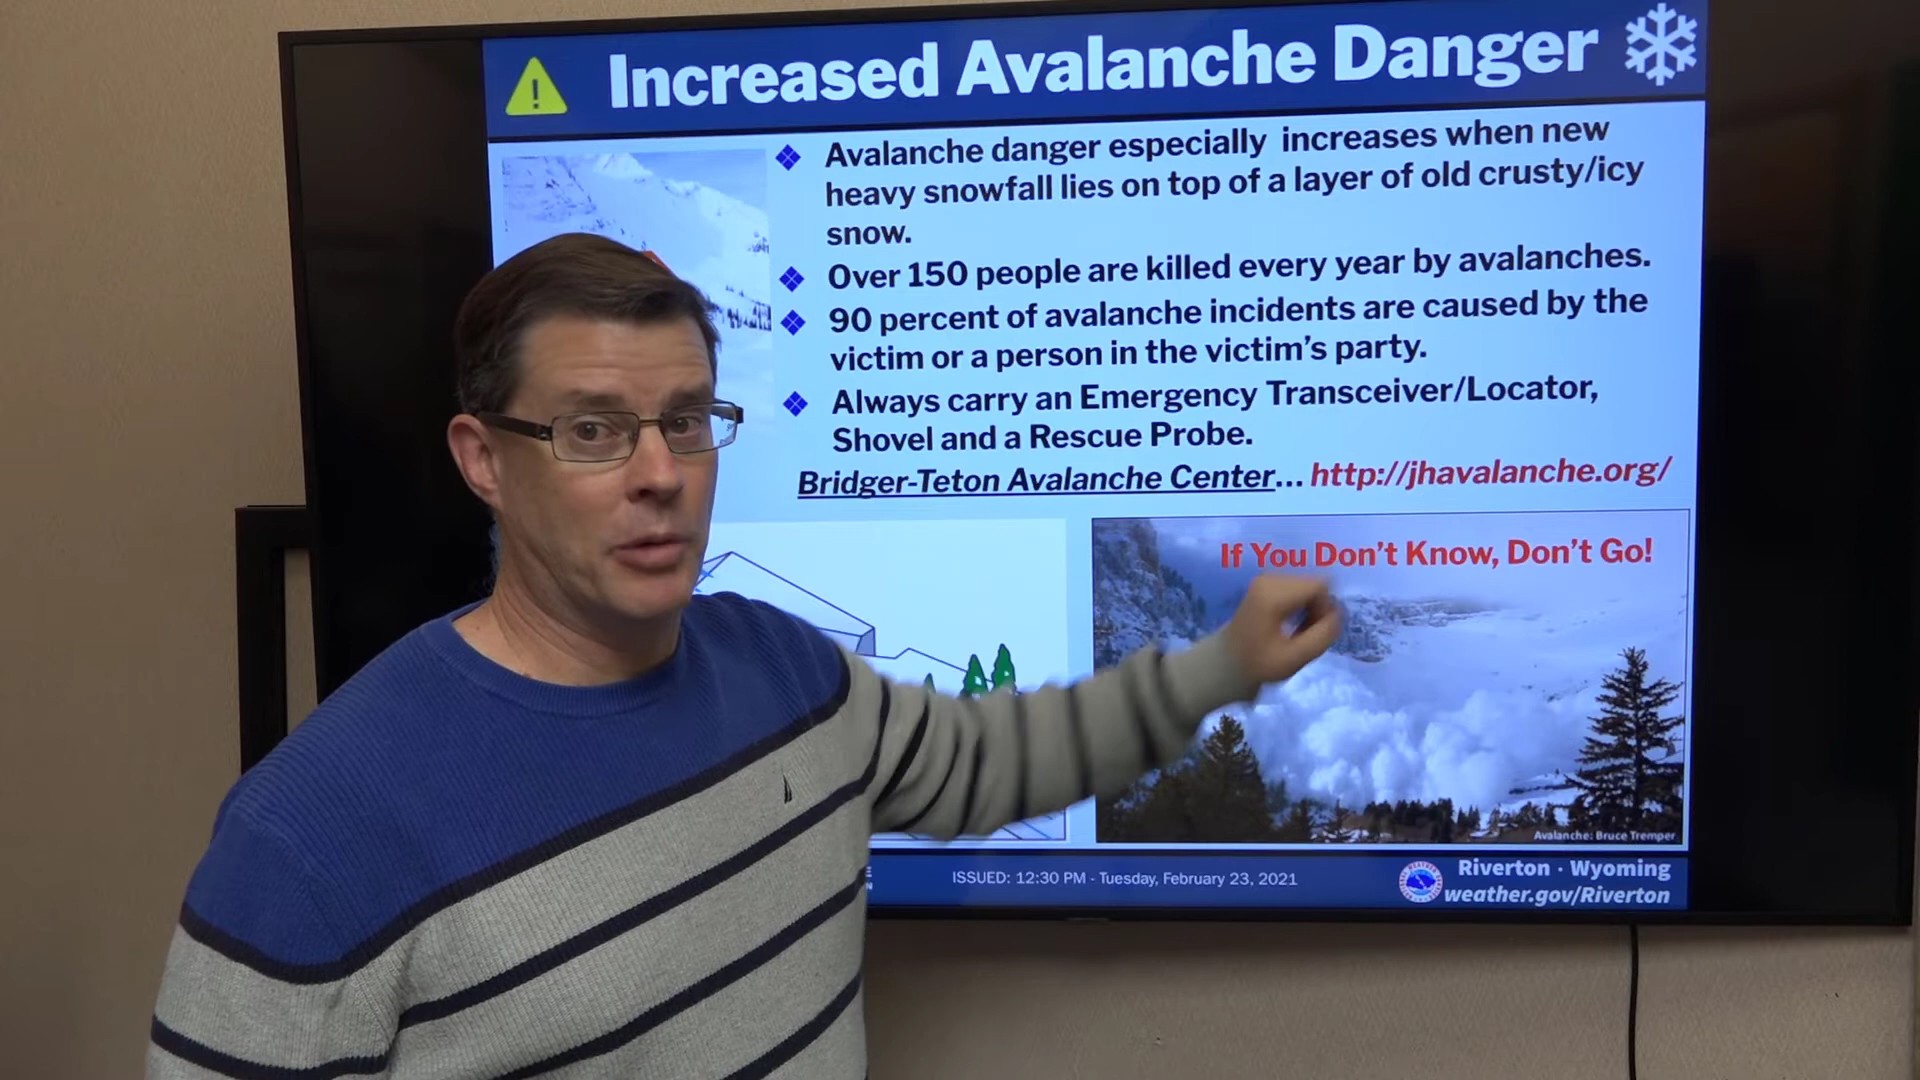 Increased Avalanche Danger
Avalanche danger especially increases when new
heavy snowfall lies on top of a layer of old crusty/icy
snow.
Over 150 people are killed every year by avalanches.
90 percent of avalanche incidents are caused by the
victim or a person in the victim's party.
Always carry an Emergency Transceiver/Locator,
Shovel and a Rescue Probe.
Bridger-Teton Avalanche Center... http://jhavalanche.org/
If You Don't Know, Don't Go!
Avalanche: Bruce Tremper
ISSUED: 12:30 PM - Tuesday, February 23, 2021
Riverton · Wyoming
weather.gov/Riverton